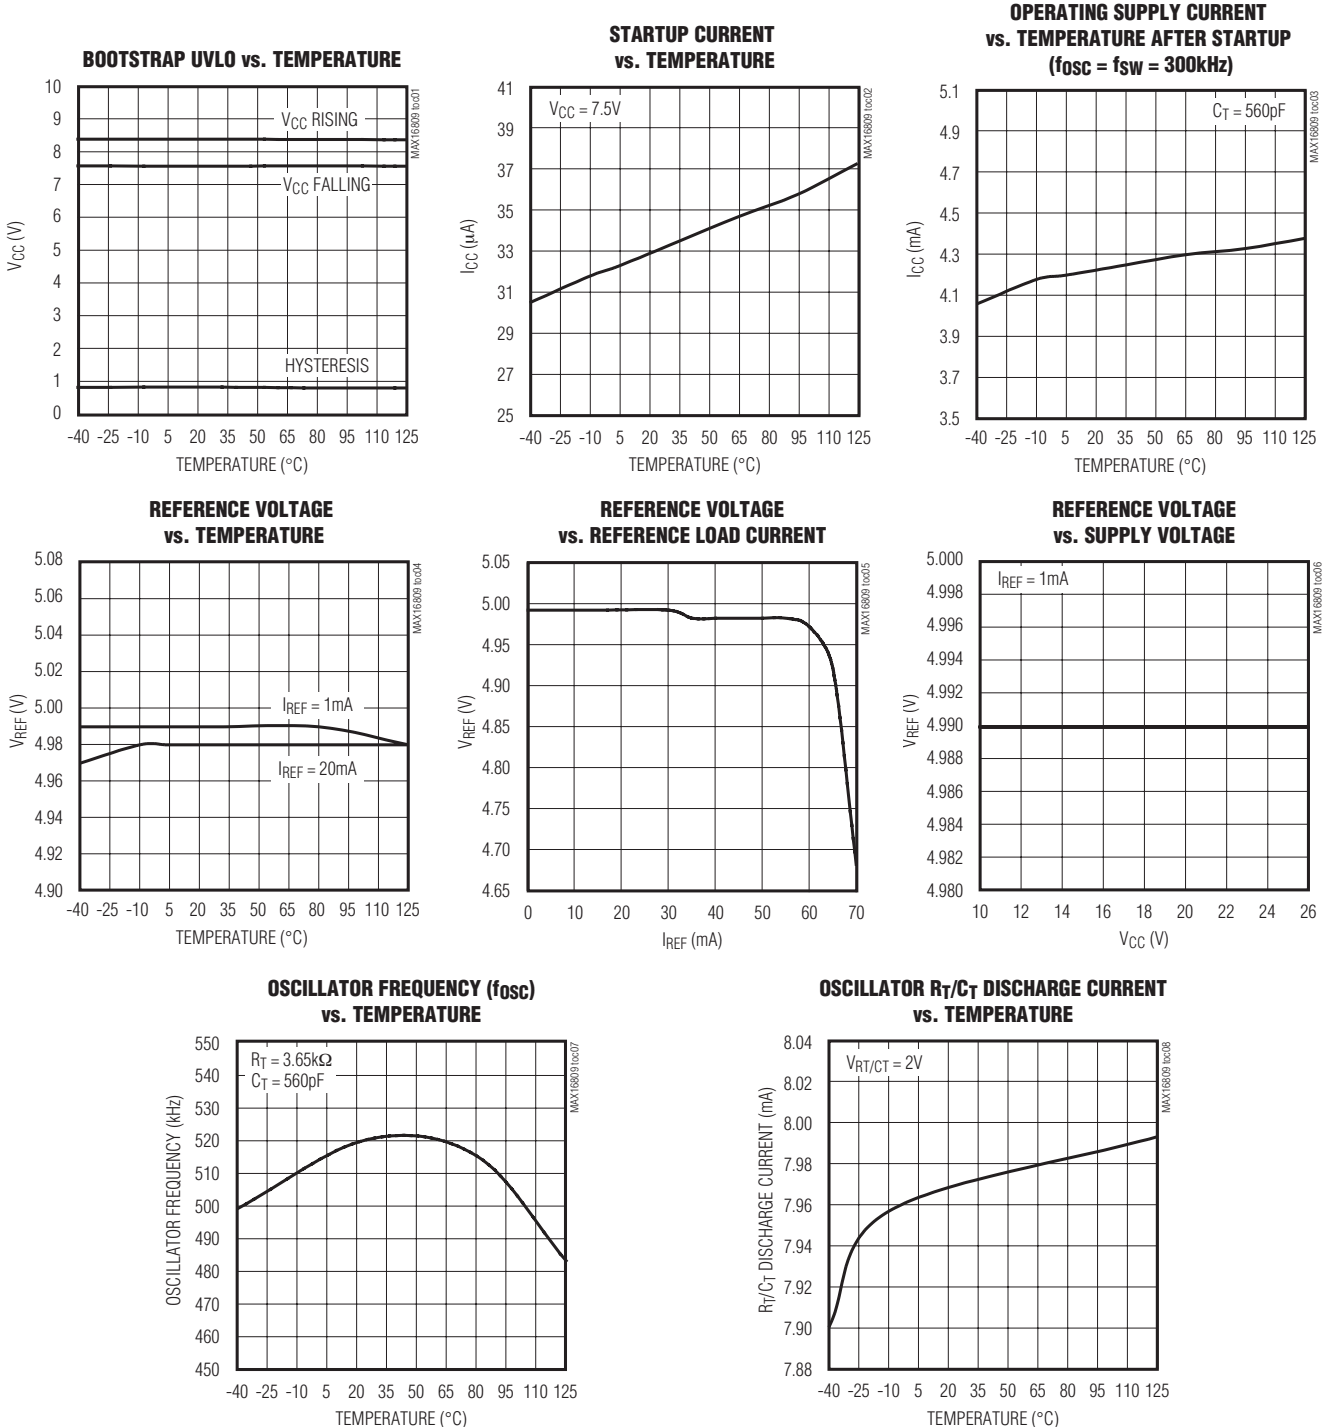 BOOTSTRAP UVLO vs. TEMPERATURE
MAX16809 toc01
VCC (V)
10
9
8
7
6
5
4
3
2
1
0
VCC RISING
VCC FALLING
HYSTERESIS
-40 -25 -10 5 20 35 50 65 80 95 110 125
TEMPERATURE (°C)
STARTUP CURRENT
vs. TEMPERATURE
MAX16809 toc02
ICC (μA)
41
39
37
35
33
31
29
27
25
VCC = 7.5V
-40 -25 -10 5 20 35 50 65 80 95 110 125
TEMPERATURE (°C)
OPERATING SUPPLY CURRENT
vs. TEMPERATURE AFTER STARTUP
(fOSC = fSW = 300kHz)
MAX16809 toc03
ICC (mA)
5.1
4.9
4.7
4.5
4.3
4.1
3.9
3.7
3.5
CT = 560pF
-40 -25 -10 5 20 35 50 65 80 95 110 125
TEMPERATURE (°C)
REFERENCE VOLTAGE
vs. TEMPERATURE
MAX16809 toc04
VREF (V)
5.08
5.06
5.04
5.02
5.00
4.98
4.96
4.94
4.92
4.90
IREF = 1mA
IREF = 20mA
-40 -25 -10 5 20 35 50 65 80 95 110 125
TEMPERATURE (°C)
REFERENCE VOLTAGE
vs. REFERENCE LOAD CURRENT
MAX16809 toc05
VREF (V)
5.05
5.00
4.95
4.90
4.85
4.80
4.75
4.70
4.65
0 10 20 30 40 50 60 70
IREF (mA)
REFERENCE VOLTAGE
vs. SUPPLY VOLTAGE
MAX16809 toc06
VREF (V)
5.000
4.998
4.996
4.994
4.992
4.990
4.988
4.986
4.984
4.982
4.980
IREF = 1mA
10 12 14 16 18 20 22 24 26
VCC (V)
OSCILLATOR FREQUENCY (fOSC)
vs. TEMPERATURE
MAX16809 toc07
OSCILLATOR FREQUENCY (kHz)
550
540
530
520
510
500
490
480
470
460
450
RT = 3.65kΩ
CT = 560pF
-40 -25 -10 5 20 35 50 65 80 95 110 125
TEMPERATURE (°C)
OSCILLATOR RT/CT DISCHARGE CURRENT
vs. TEMPERATURE
MAX16809 toc08
RT/CT DISCHARGE CURRENT (mA)
8.04
8.02
8.00
7.98
7.96
7.94
7.92
7.90
7.88
VRT/CT = 2V
-40 -25 -10 5 20 35 50 65 80 95 110 125
TEMPERATURE (°C)